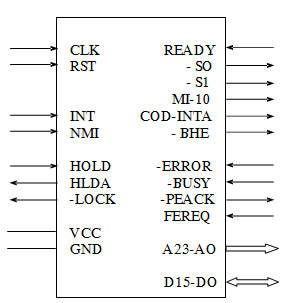 CLK READY
RST - SO
- S1
MI-10
INT COD-INTA
NMI - BHE
HOLD -ERROR
HLDA -BUSY
-LOCK -PEACK
FEREQ
VCC
GND A23-AO
D15-DO